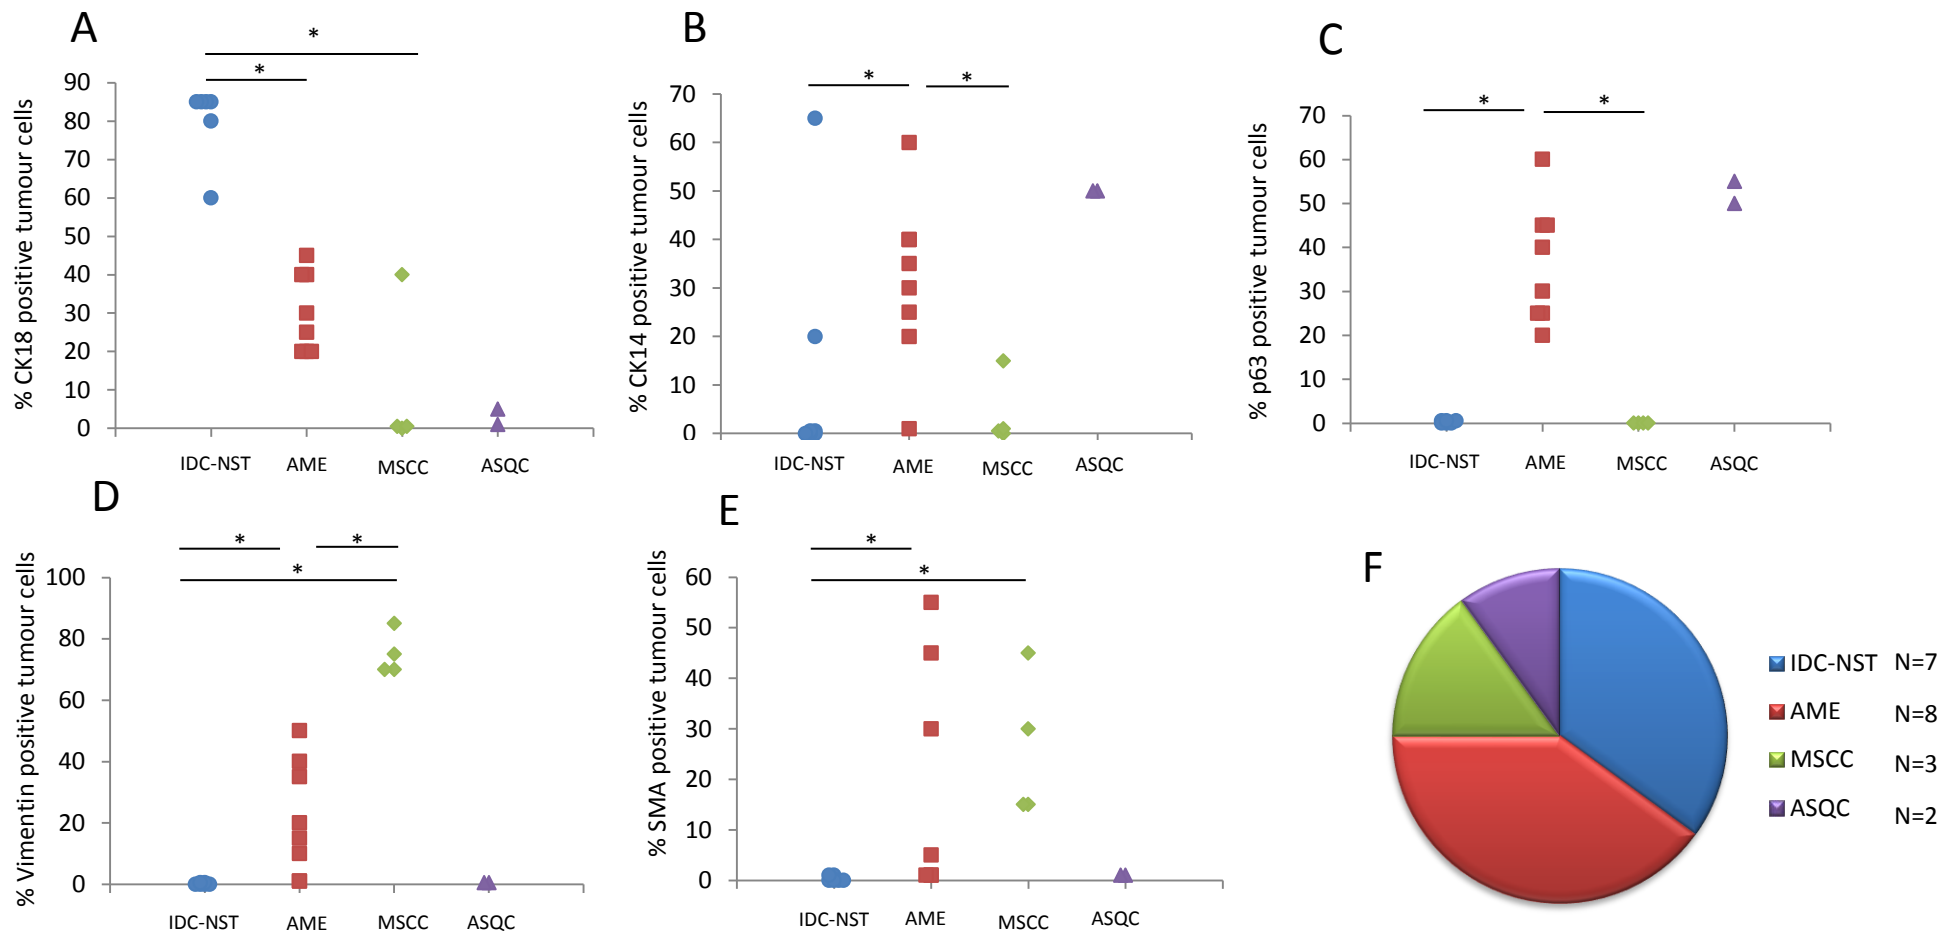 A
*
*
% CK18 positive tumour cells
90
80
70
60
50
40
30
20
10
0
IDC-NST AME MSCC ASQC
B
* *
% CK14 positive tumour cells
70
60
50
40
30
20
10
0
IDC-NST AME MSCC ASQC
C
* *
% p63 positive tumour cells
70
60
50
40
30
20
10
0
IDC-NST AME MSCC ASQC
D
* *
*
% Vimentin positive tumour cells
100
80
60
40
20
0
IDC-NST AME MSCC ASQC
E
*
*
% SMA positive tumour cells
60
50
40
30
20
10
0
IDC-NST AME MSCC ASQC
F
IDC-NST N=7
AME N=8
MSCC N=3
ASQC N=2